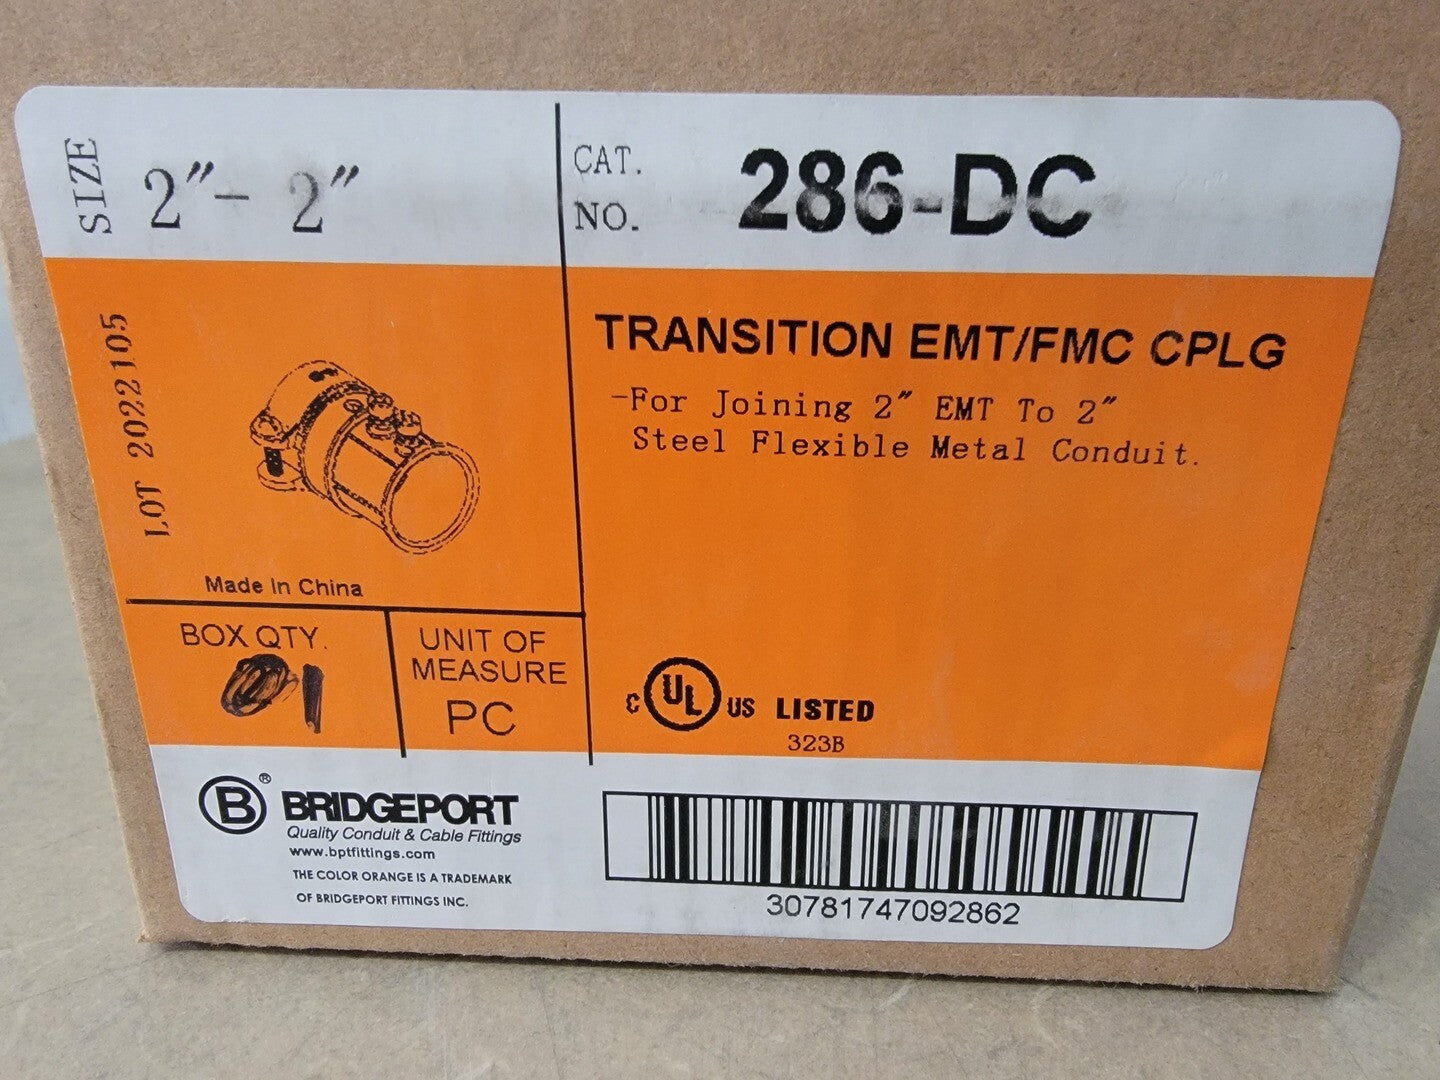 SIZE
2"- 2"
CAT.
NO.
286-DC
LOT 2022105
Made In China
TRANSITION EMT/FMC CPLG
-For Joining 2" EMT To 2"
Steel Flexible Metal Conduit.
BOX QTY.
1
UNIT OF
MEASURE
PC
C UL US LISTED
323B
B ® BRIDGEPORT
Quality Conduit & Cable Fittings
www.bptfittings.com
THE COLOR ORANGE IS A TRADEMARK
OF BRIDGEPORT FITTINGS INC.
30781747092862